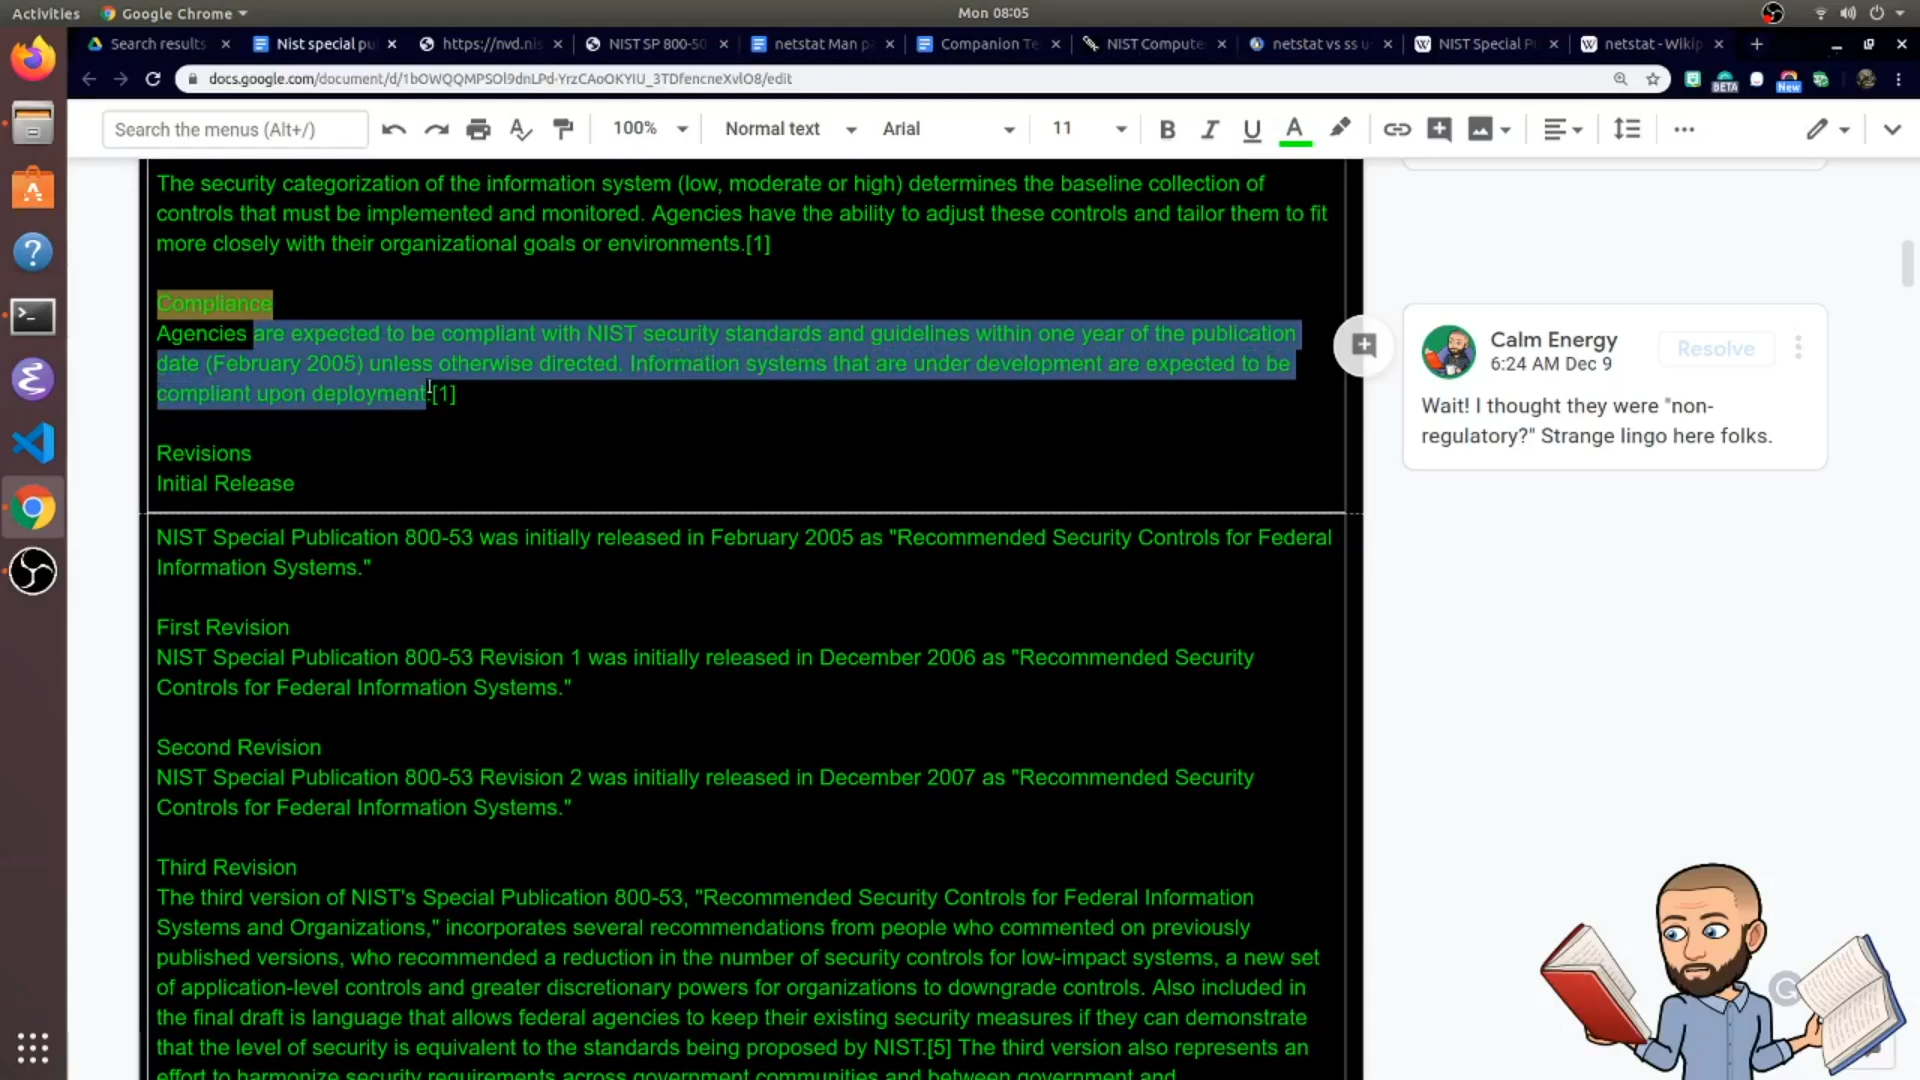 Activities
Google Chrome
Mon 08:05
Search results
Nist special pu
https://nvd.nis
NIST SP 800-50
netstat Man pa
Companion Te
NIST Compute
netstat vs ss u
NIST Special P
netstat - Wikip
docs.google.com/document/d/1bOWQQMPSOl9dnLPd-YrzCAoOKYIU_3TDfencneXvlO8/edit
BETA
New
Search the menus (Alt+/)
100%
Normal text
Arial
11
B I U A
The security categorization of the information system (low, moderate or high) determines the baseline collection of
controls that must be implemented and monitored. Agencies have the ability to adjust these controls and tailor them to fit
more closely with their organizational goals or environments.[1]
Compliance
Agencies are expected to be compliant with NIST security standards and guidelines within one year of the publication
date (February 2005) unless otherwise directed. Information systems that are under development are expected to be
compliant upon deployment.[1]
Revisions
Initial Release
NIST Special Publication 800-53 was initially released in February 2005 as "Recommended Security Controls for Federal
Information Systems."
First Revision
NIST Special Publication 800-53 Revision 1 was initially released in December 2006 as "Recommended Security
Controls for Federal Information Systems."
Second Revision
NIST Special Publication 800-53 Revision 2 was initially released in December 2007 as "Recommended Security
Controls for Federal Information Systems."
Third Revision
The third version of NIST's Special Publication 800-53, "Recommended Security Controls for Federal Information
Systems and Organizations," incorporates several recommendations from people who commented on previously
published versions, who recommended a reduction in the number of security controls for low-impact systems, a new set
of application-level controls and greater discretionary powers for organizations to downgrade controls. Also included in
the final draft is language that allows federal agencies to keep their existing security measures if they can demonstrate
that the level of security is equivalent to the standards being proposed by NIST.[5] The third version also represents an
effort to harmonize security requirements across government communities and between government and
Calm Energy
Resolve
6:24 AM Dec 9
Wait! I thought they were "non-
regulatory?" Strange lingo here folks.